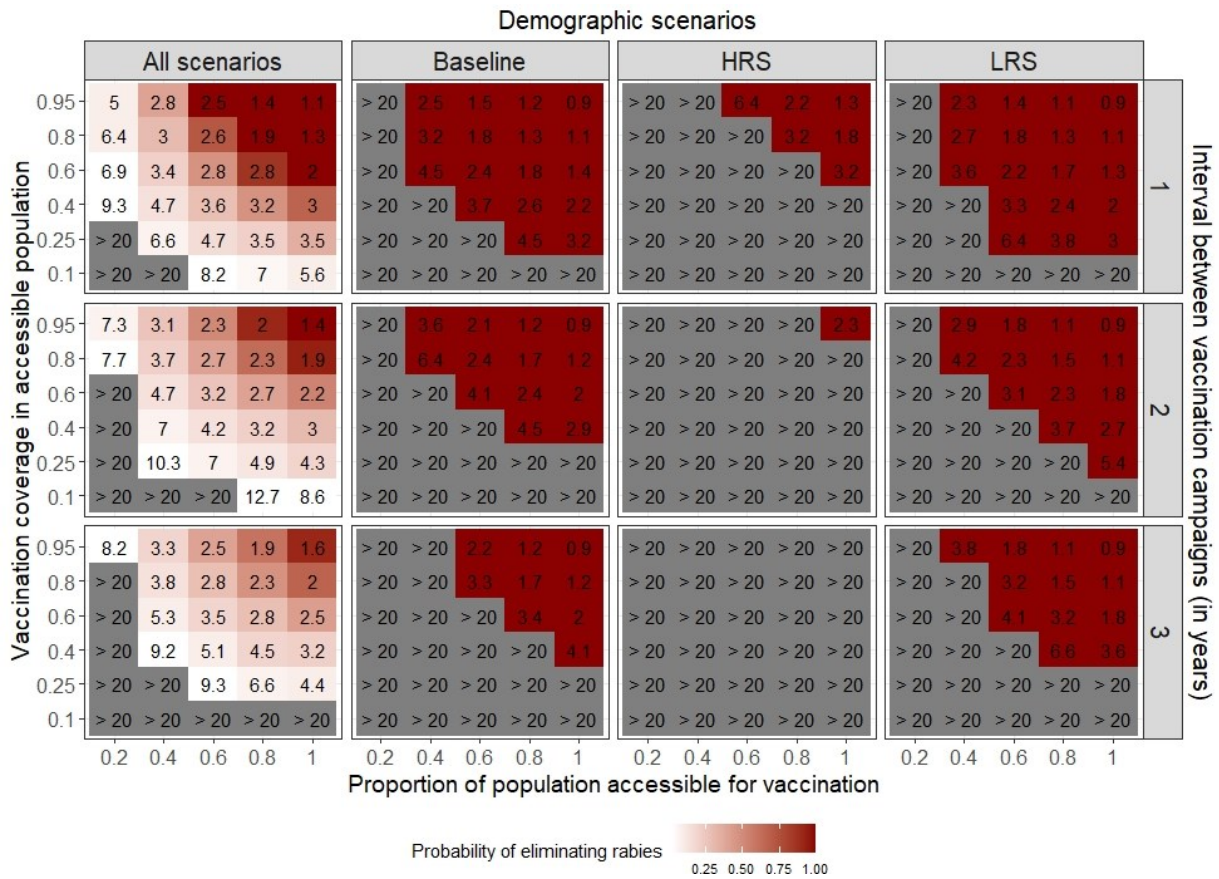 Demographic scenarios
All scenarios Baseline HRS LRS
Vaccination coverage in accessible population
Interval between vaccination campaigns (in years)
0.95 5 2.8 2.5 1.4 1.1 > 20 2.5 1.5 1.2 0.9 > 20 > 20 6.4 2.2 1.3 > 20 2.3 1.4 1.1 0.9
0.8 6.4 3 2.6 1.9 1.3 > 20 3.2 1.8 1.3 1.1 > 20 > 20 > 20 3.2 1.8 > 20 2.7 1.8 1.3 1.1
0.6 6.9 3.4 2.8 2.8 2 > 20 4.5 2.4 1.8 1.4 > 20 > 20 > 20 > 20 3.2 > 20 3.6 2.2 1.7 1.3
1
0.4 9.3 4.7 3.6 3.2 3 > 20 > 20 3.7 2.6 2.2 > 20 > 20 > 20 > 20 > 20 > 20 > 20 3.3 2.4 2
0.25 > 20 6.6 4.7 3.5 3.5 > 20 > 20 > 20 4.5 3.2 > 20 > 20 > 20 > 20 > 20 > 20 > 20 6.4 3.8 3
0.1 > 20 > 20 8.2 7 5.6 > 20 > 20 > 20 > 20 > 20 > 20 > 20 > 20 > 20 > 20 > 20 > 20 > 20 > 20 > 20
0.95 7.3 3.1 2.3 2 1.4 > 20 3.6 2.1 1.2 0.9 > 20 > 20 > 20 > 20 2.3 > 20 2.9 1.8 1.1 0.9
0.8 7.7 3.7 2.7 2.3 1.9 > 20 6.4 2.4 1.7 1.2 > 20 > 20 > 20 > 20 > 20 > 20 4.2 2.3 1.5 1.1
0.6 > 20 4.7 3.2 2.7 2.2 > 20 > 20 4.1 2.4 2 > 20 > 20 > 20 > 20 > 20 > 20 > 20 3.1 2.3 1.8
2
0.4 > 20 7 4.2 3.2 3 > 20 > 20 > 20 4.5 2.9 > 20 > 20 > 20 > 20 > 20 > 20 > 20 > 20 3.7 2.7
0.25 > 20 10.3 7 4.9 4.3 > 20 > 20 > 20 > 20 > 20 > 20 > 20 > 20 > 20 > 20 > 20 > 20 > 20 > 20 5.4
0.1 > 20 > 20 > 20 12.7 8.6 > 20 > 20 > 20 > 20 > 20 > 20 > 20 > 20 > 20 > 20 > 20 > 20 > 20 > 20 > 20
0.95 8.2 3.3 2.5 1.9 1.6 > 20 > 20 2.2 1.2 0.9 > 20 > 20 > 20 > 20 > 20 > 20 3.8 1.8 1.1 0.9
0.8 > 20 3.8 2.8 2.3 2 > 20 > 20 3.3 1.7 1.2 > 20 > 20 > 20 > 20 > 20 > 20 > 20 3.2 1.5 1.1
0.6 > 20 5.3 3.5 2.8 2.5 > 20 > 20 > 20 3.4 2 > 20 > 20 > 20 > 20 > 20 > 20 > 20 4.1 3.2 1.8
3
0.4 > 20 9.2 5.1 4.5 3.2 > 20 > 20 > 20 > 20 4.1 > 20 > 20 > 20 > 20 > 20 > 20 > 20 > 20 6.6 3.6
0.25 > 20 > 20 9.3 6.6 4.4 > 20 > 20 > 20 > 20 > 20 > 20 > 20 > 20 > 20 > 20 > 20 > 20 > 20 > 20 > 20
0.1 > 20 > 20 > 20 > 20 > 20 > 20 > 20 > 20 > 20 > 20 > 20 > 20 > 20 > 20 > 20 > 20 > 20 > 20 > 20 > 20
0.2 0.4 0.6 0.8 1 0.2 0.4 0.6 0.8 1 0.2 0.4 0.6 0.8 1 0.2 0.4 0.6 0.8 1
Proportion of population accessible for vaccination
Probability of eliminating rabies
0.25 0.50 0.75 1.00